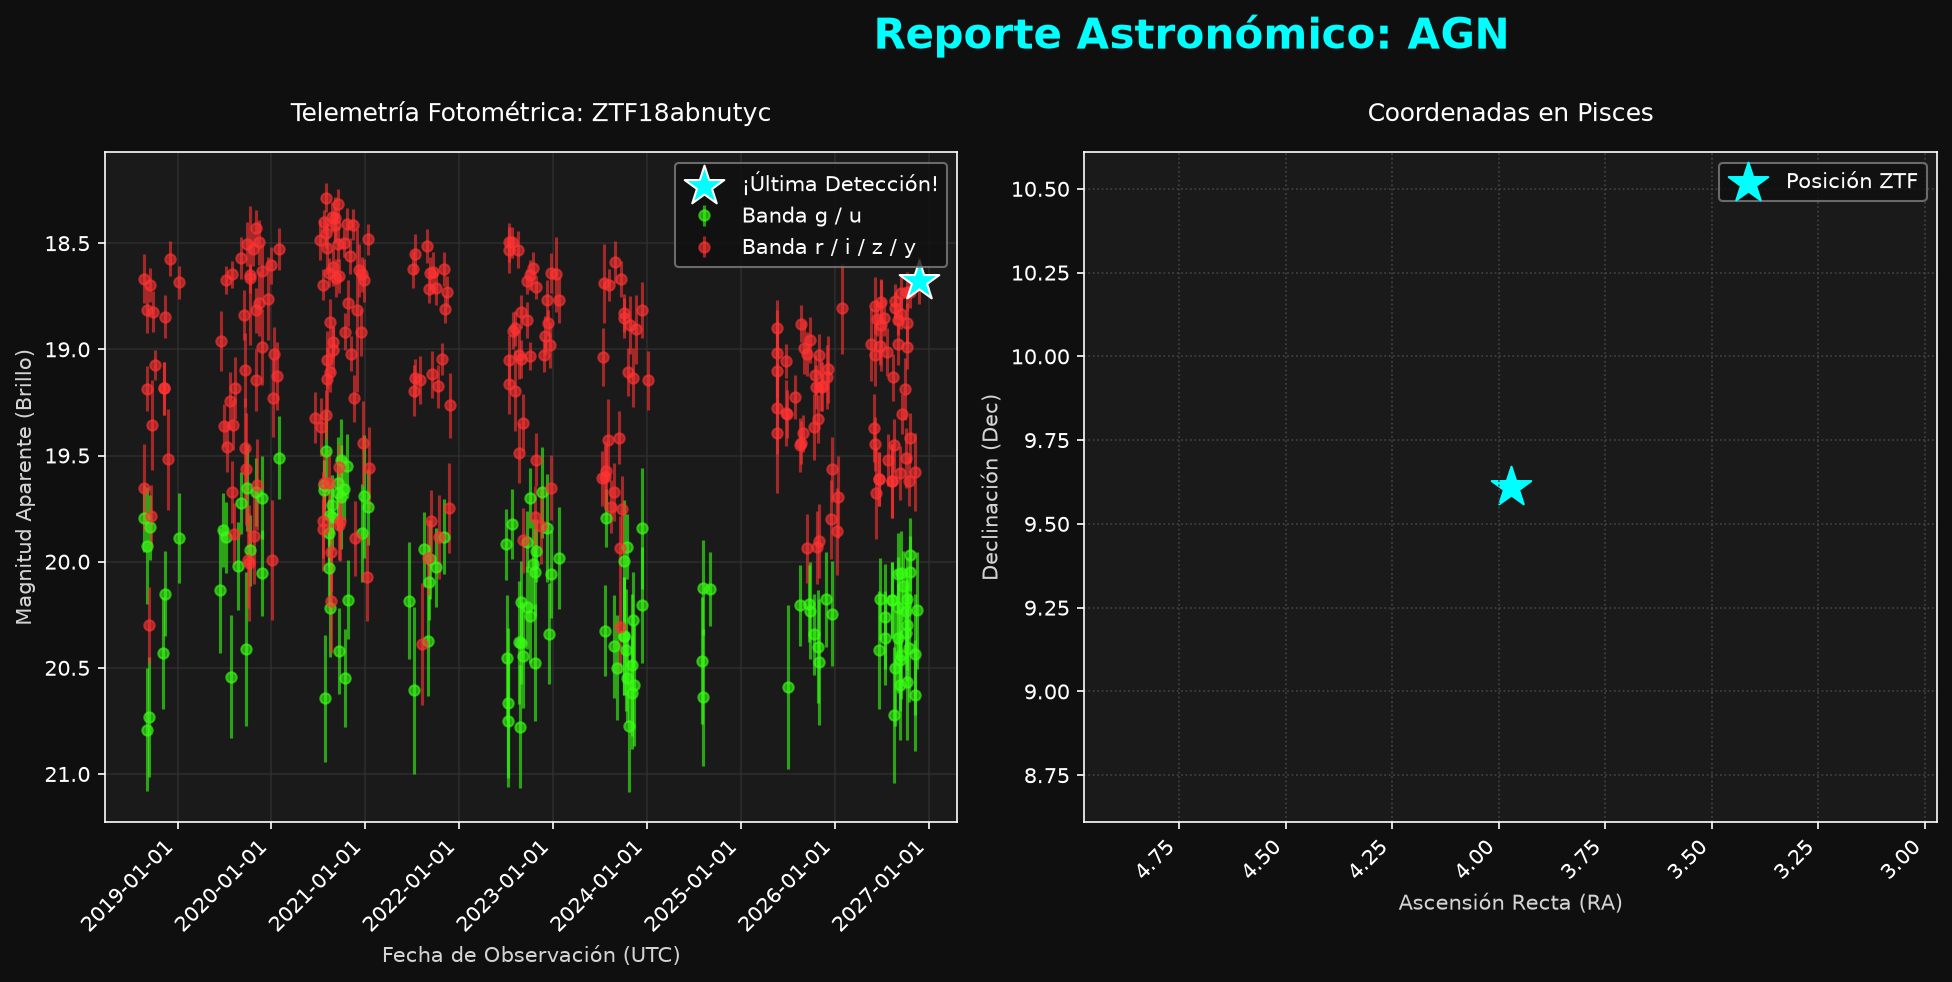 Reporte Astronómico: AGN
Telemetría Fotométrica: ZTF18abnutyc
Magnitud Aparente (Brillo)
18.5
19.0
19.5
20.0
20.5
21.0
¡Última Detección!
Banda g / u
Banda r / i / z / y
2019-01-01
2020-01-01
2021-01-01
2022-01-01
2023-01-01
2024-01-01
2025-01-01
2026-01-01
2027-01-01
Fecha de Observación (UTC)
Coordenadas en Pisces
Declinación (Dec)
10.50
10.25
10.00
9.75
9.50
9.25
9.00
8.75
Posición ZTF
4.75
4.50
4.25
4.00
3.75
3.50
3.25
3.00
Ascensión Recta (RA)